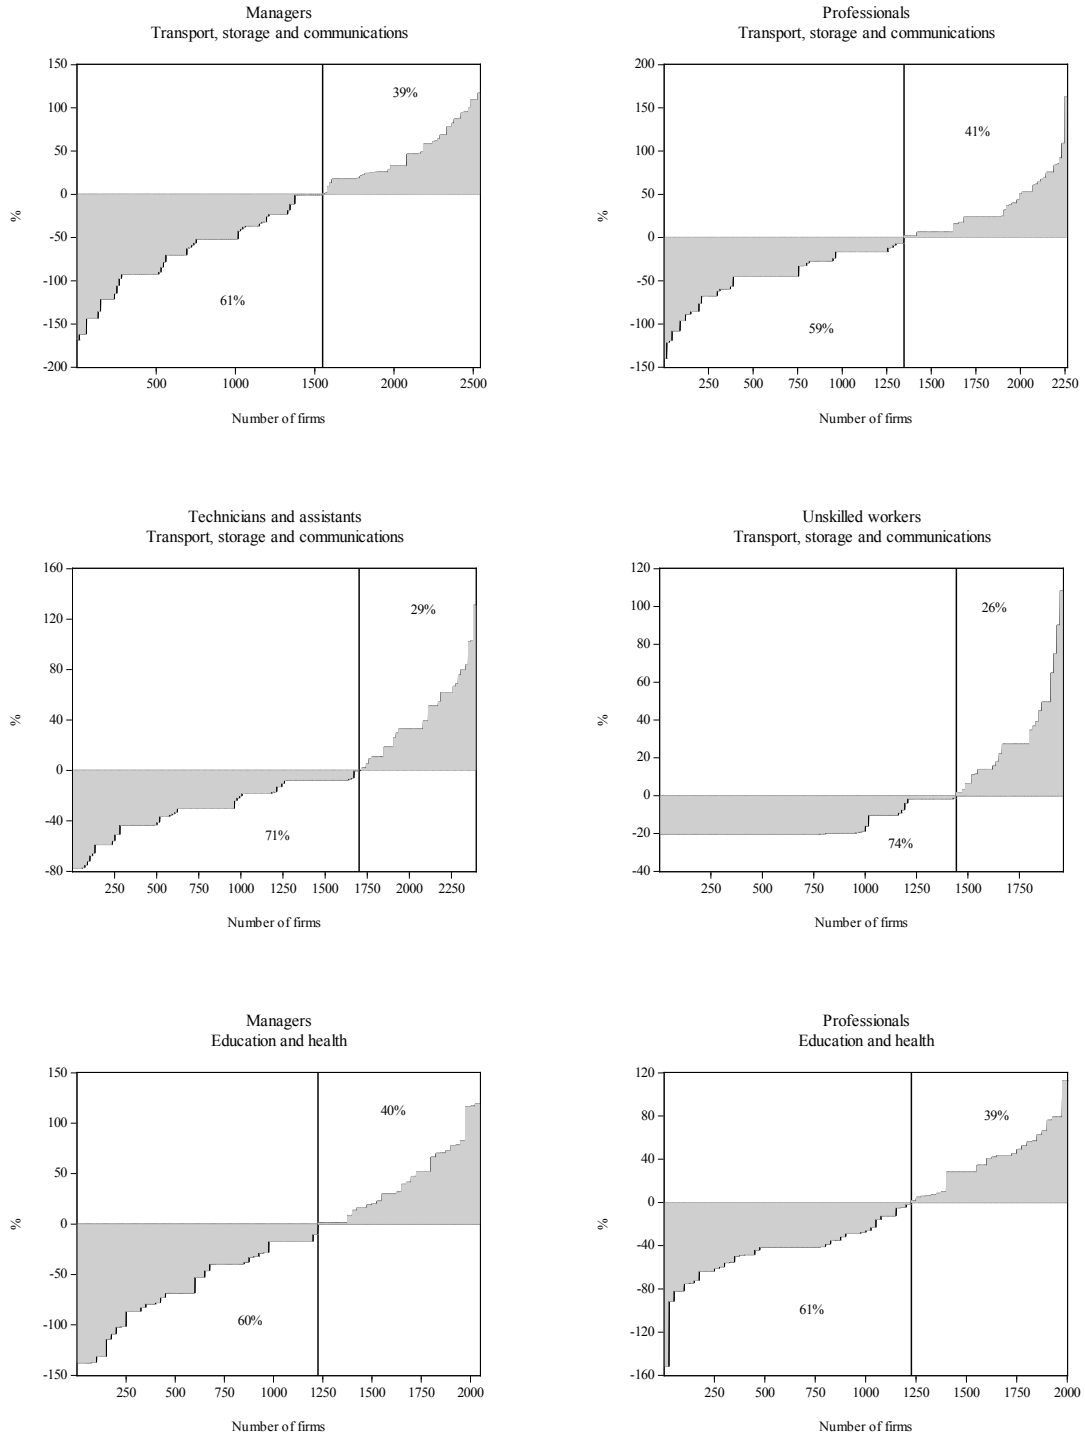 Managers
Transport, storage and communications
150
100
50
0
-50
-100
-150
-200
%
39%
61%
500 1000 1500 2000 2500
Number of firms
Professionals
Transport, storage and communications
200
150
100
50
0
-50
-100
-150
%
41%
59%
250 500 750 1000 1250 1500 1750 2000 2250
Number of firms
Technicians and assistants
Transport, storage and communications
160
120
80
40
0
-40
-80
%
29%
71%
250 500 750 1000 1250 1500 1750 2000 2250
Number of firms
Unskilled workers
Transport, storage and communications
120
100
80
60
40
20
0
-20
-40
%
26%
74%
250 500 750 1000 1250 1500 1750
Number of firms
Managers
Education and health
150
100
50
0
-50
-100
-150
%
40%
60%
250 500 750 1000 1250 1500 1750 2000
Number of firms
Professionals
Education and health
120
80
40
0
-40
-80
-120
-160
%
39%
61%
250 500 750 1000 1250 1500 1750 2000
Number of firms